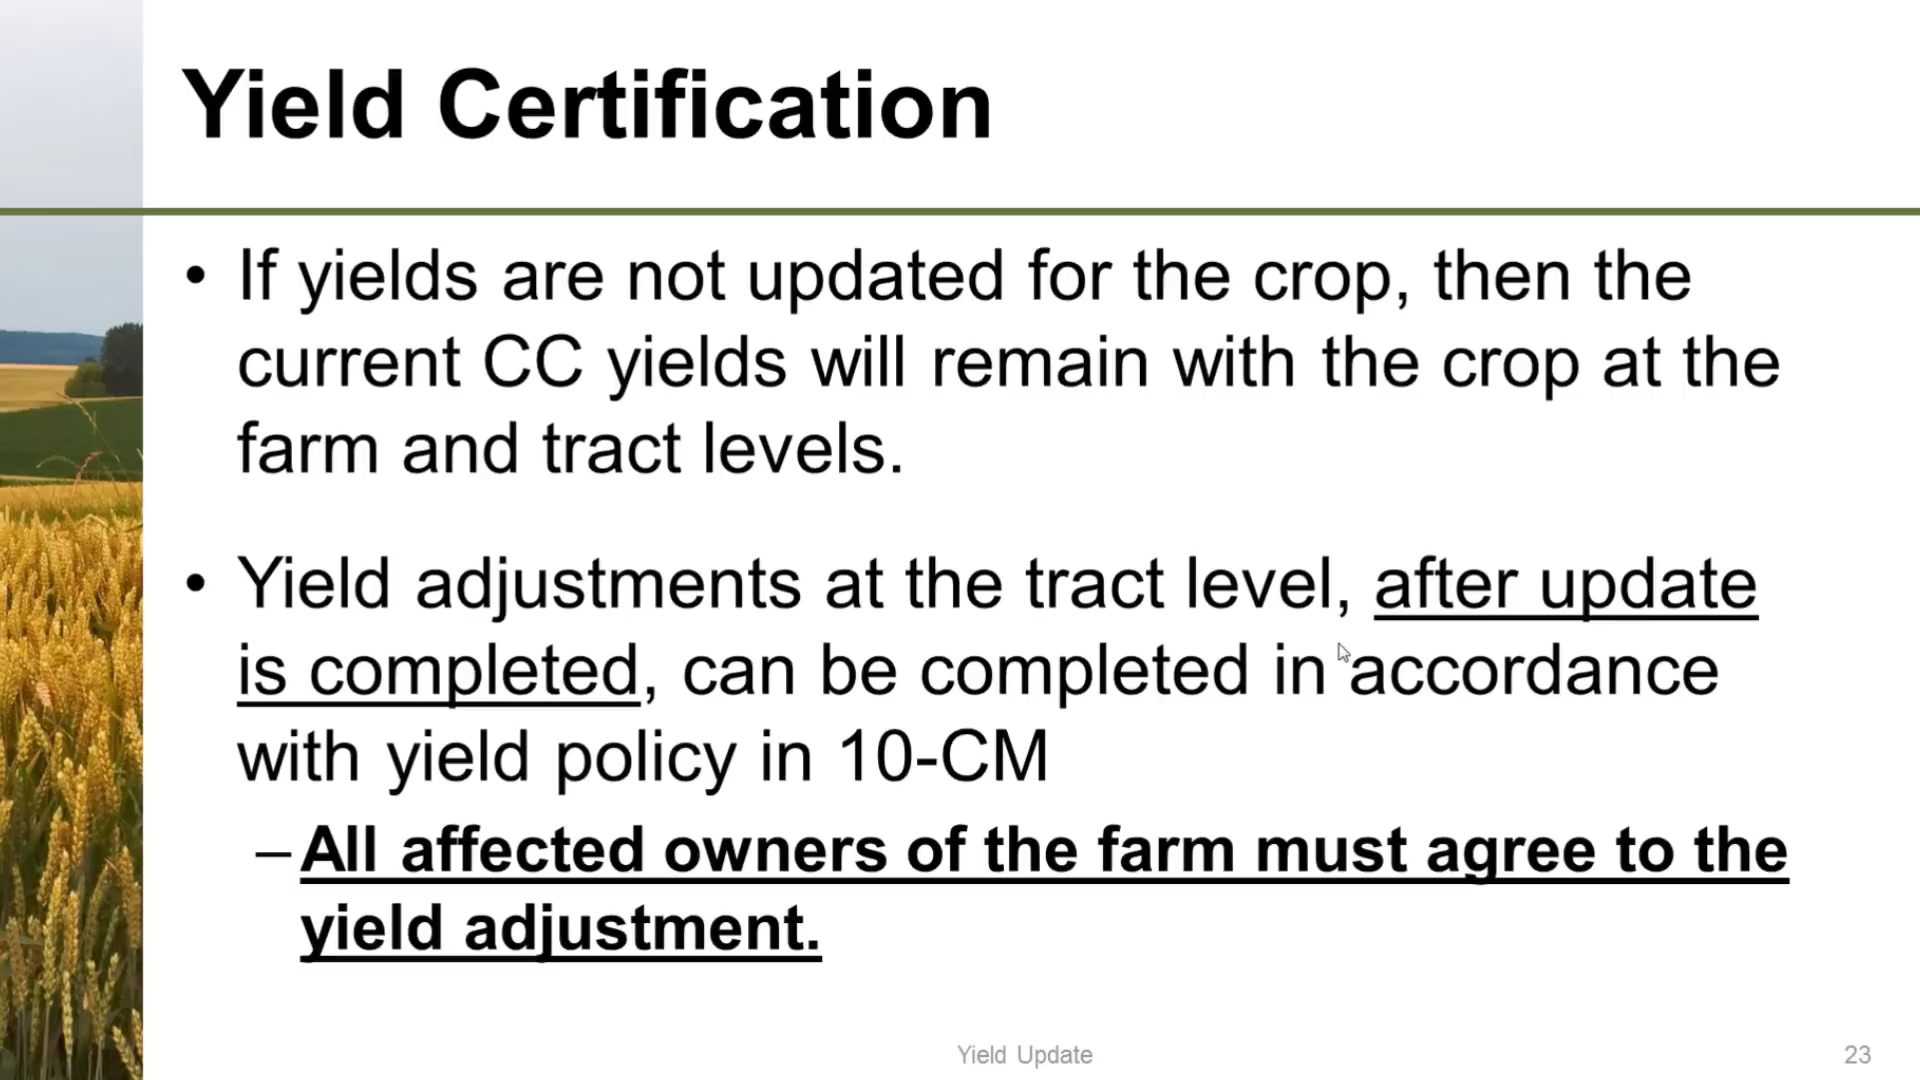 Yield Certification
• If yields are not updated for the crop, then the
current CC yields will remain with the crop at the
farm and tract levels.
• Yield adjustments at the tract level, after update
is completed, can be completed in accordance
with yield policy in 10-CM
–All affected owners of the farm must agree to the
yield adjustment.
Yield Update
23